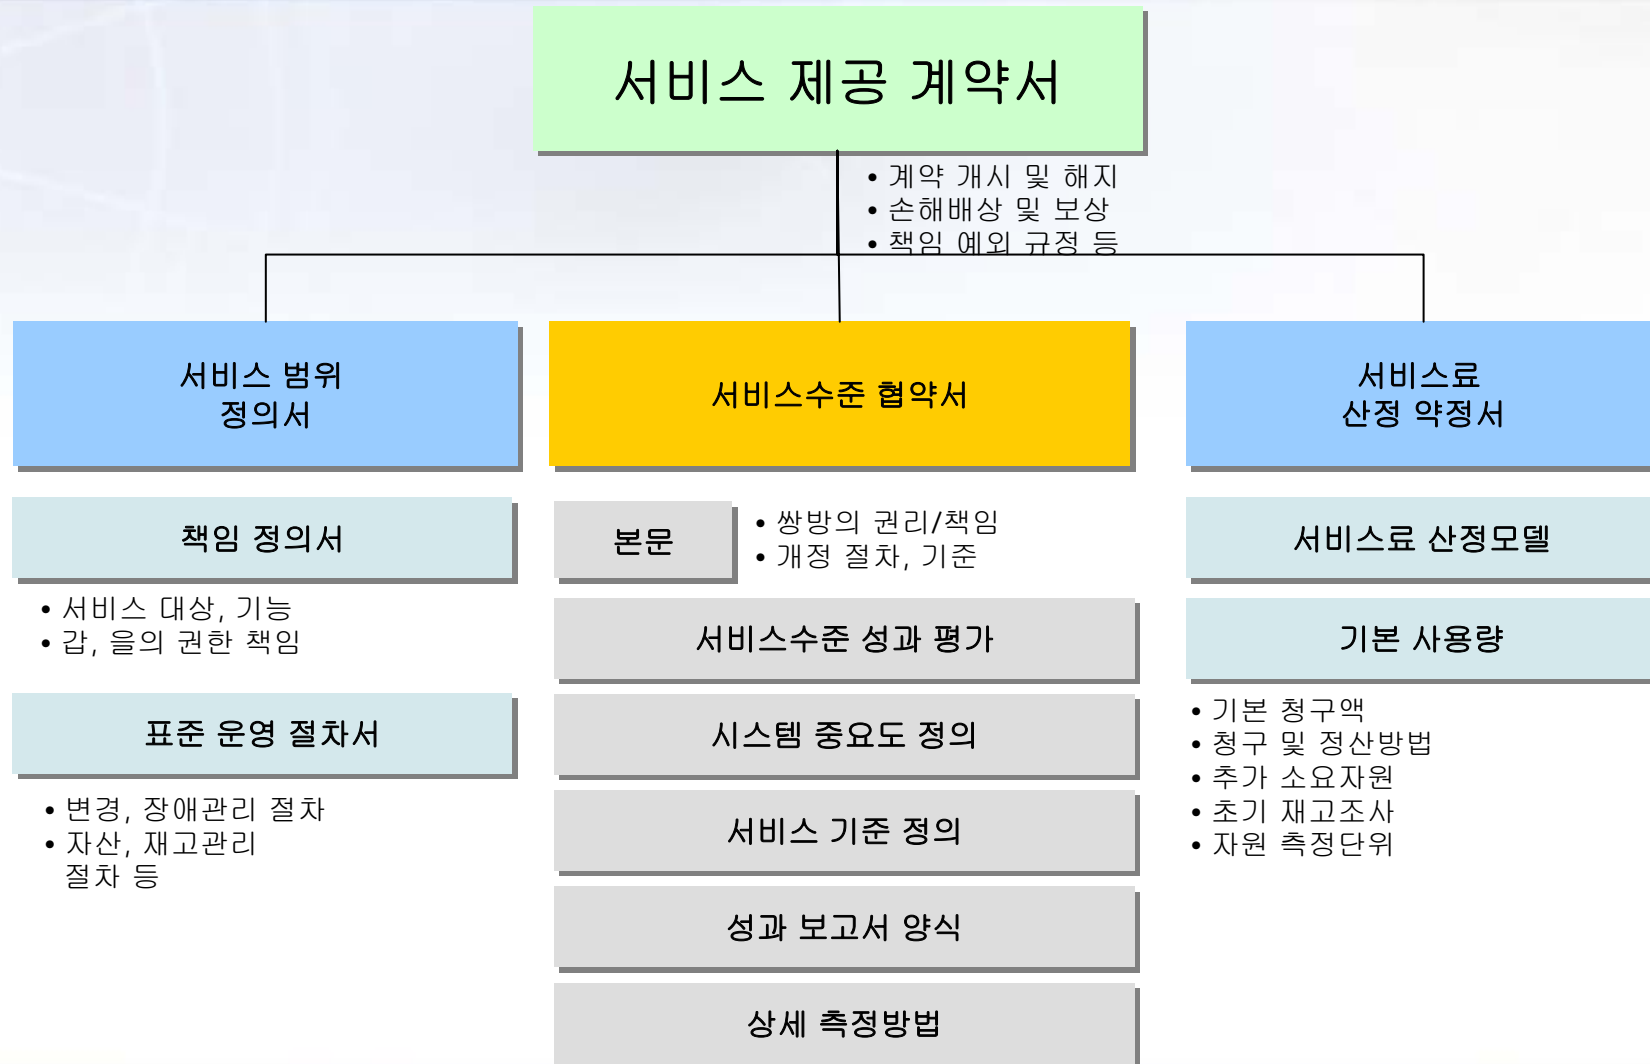 서비스 제공 계약서
• 계약 개시 및 해지
• 손해배상 및 보상
• 책임 예외 규정 등
서비스 범위
정의서
책임 정의서
• 서비스 대상, 기능
• 갑, 을의 권한 책임
표준 운영 절차서
• 변경, 장애관리 절차
• 자산, 재고관리
절차 등
서비스수준 협약서
본문
• 쌍방의 권리/책임
• 개정 절차, 기준
서비스수준 성과 평가
시스템 중요도 정의
서비스 기준 정의
성과 보고서 양식
상세 측정방법
서비스료
산정 약정서
서비스료 산정모델
기본 사용량
• 기본 청구액
• 청구 및 정산방법
• 추가 소요자원
• 초기 재고조사
• 자원 측정단위